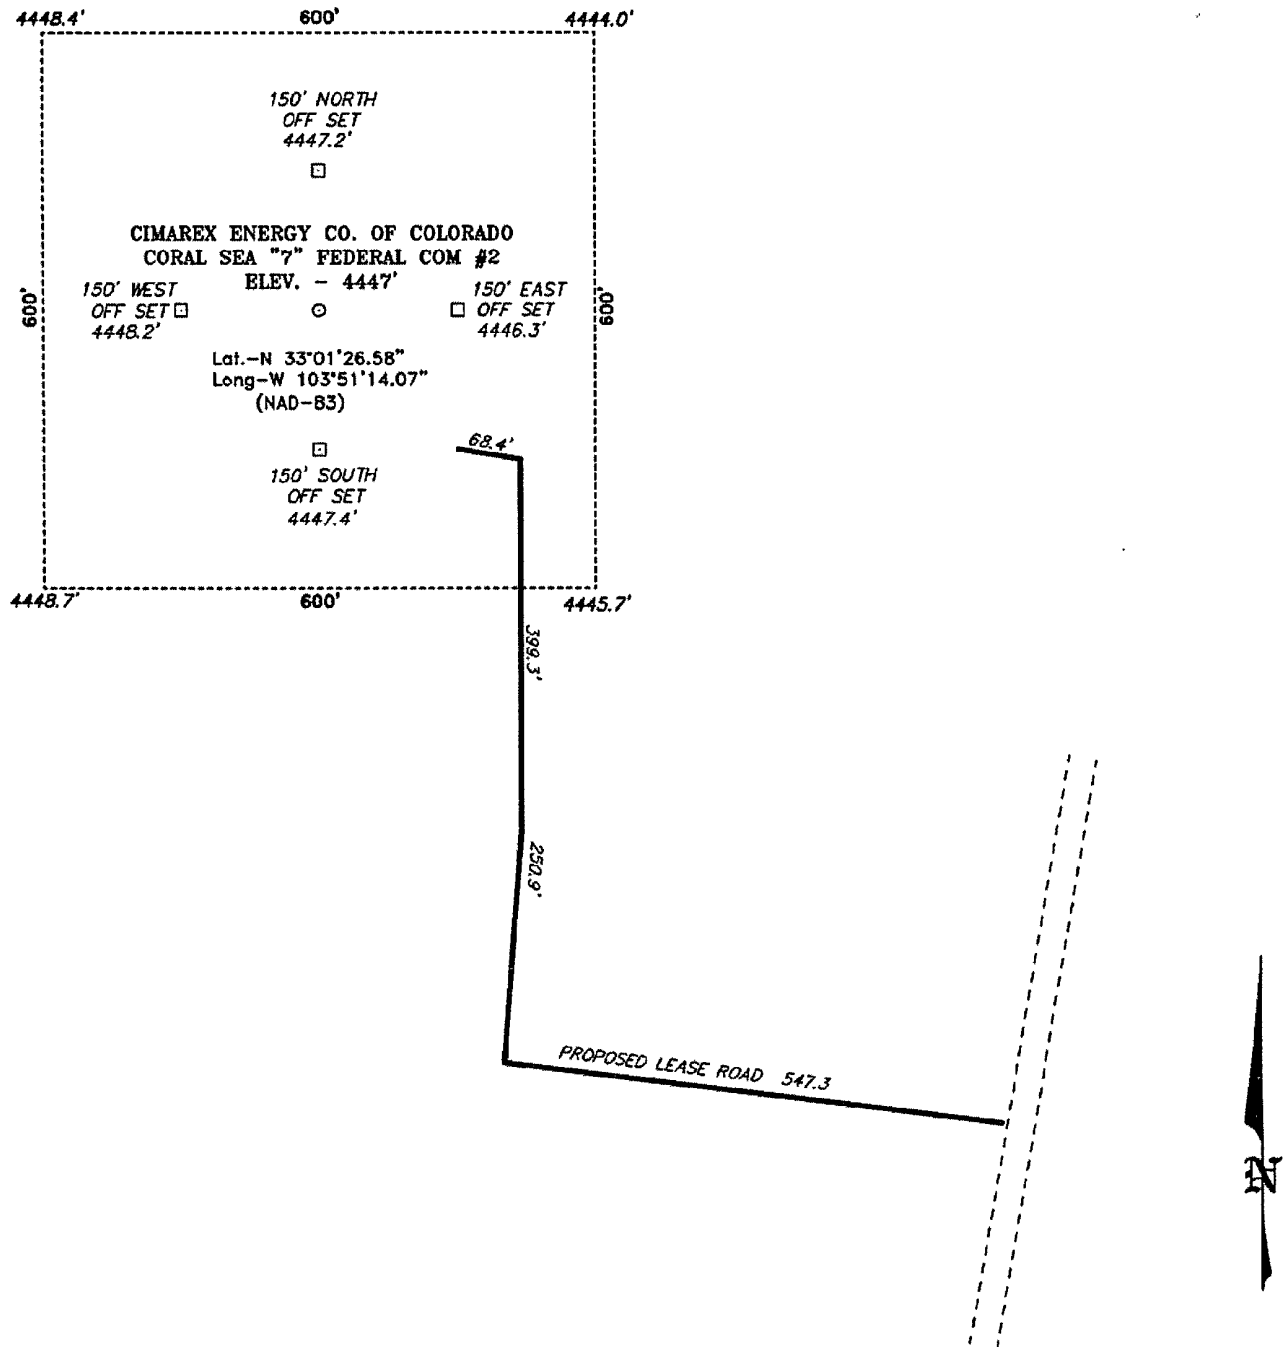 4448.4' 600' 4444.0'
150' NORTH
OFF SET
4447.2'
CIMAREX ENERGY CO. OF COLORADO
CORAL SEA "7" FEDERAL COM #2
ELEV. - 4447'
600'
150' WEST
OFF SET
4448.2'
150' EAST
OFF SET
4446.3'
600'
Lat.-N 33°01'26.58"
Long-W 103°51'14.07"
(NAD-83)
68.4'
150' SOUTH
OFF SET
4447.4'
4448.7' 600' 4445.7'
399.3'
250.9'
PROPOSED LEASE ROAD 547.3
N